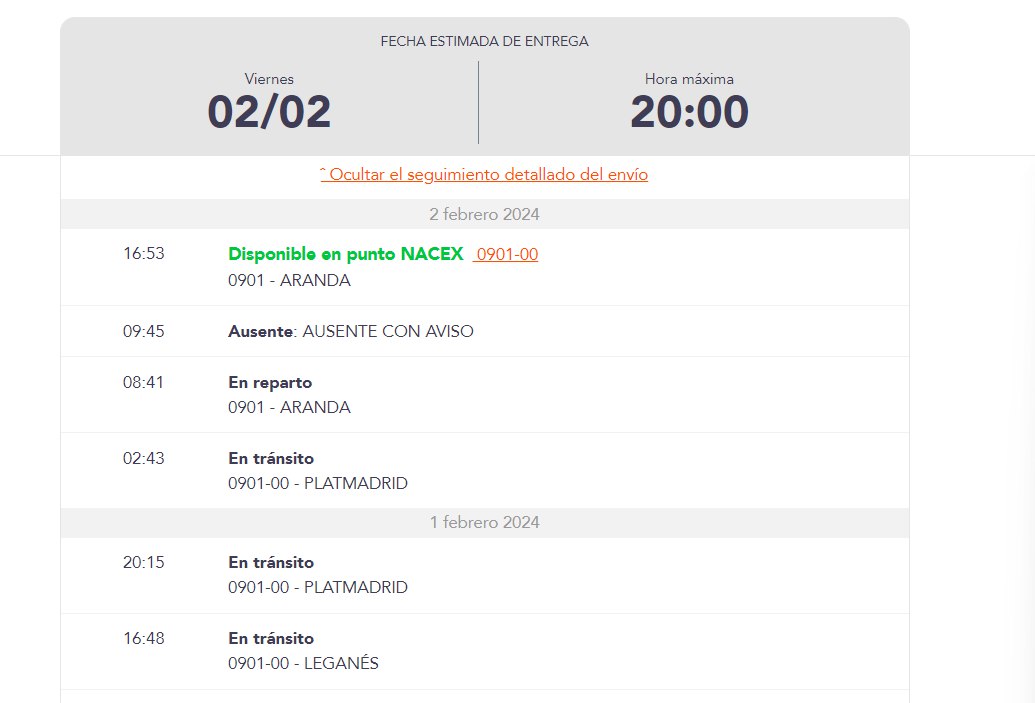 FECHA ESTIMADA DE ENTREGA
Viernes
02/02
Hora máxima
20:00
ˆ Ocultar el seguimiento detallado del envío
2 febrero 2024
16:53 Disponible en punto NACEX 0901-00
0901 - ARANDA
09:45 Ausente: AUSENTE CON AVISO
08:41 En reparto
0901 - ARANDA
02:43 En tránsito
0901-00 - PLATMADRID
1 febrero 2024
20:15 En tránsito
0901-00 - PLATMADRID
16:48 En tránsito
0901-00 - LEGANÉS